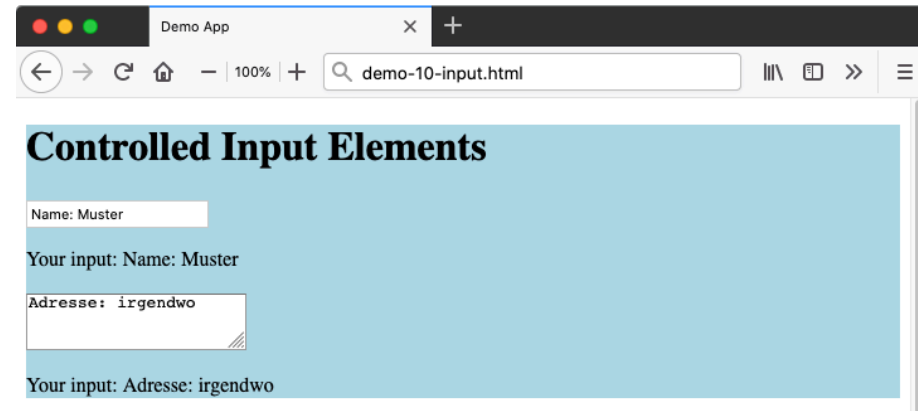 Demo App
100%
demo-10-input.html
Controlled Input Elements
Name: Muster
Your input: Name: Muster
Adresse: irgendwo
Your input: Adresse: irgendwo